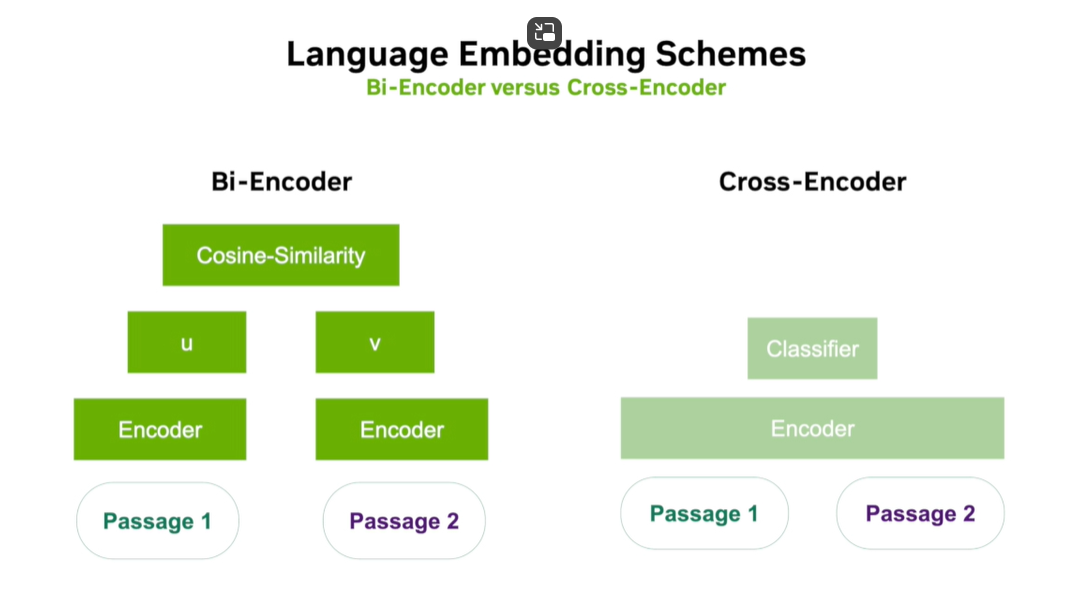 Language Embedding Schemes
Bi-Encoder versus Cross-Encoder
Bi-Encoder
Cosine-Similarity
u
v
Encoder
Encoder
Passage 1
Passage 2
Cross-Encoder
Classifier
Encoder
Passage 1
Passage 2